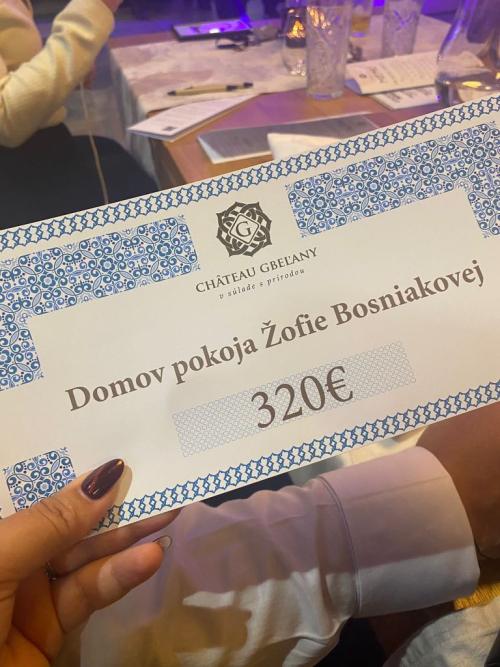 G
CHÂTEAU GBEĽANY
v súlade s prírodou
Domov pokoja Žofie Bosniakovej
320€